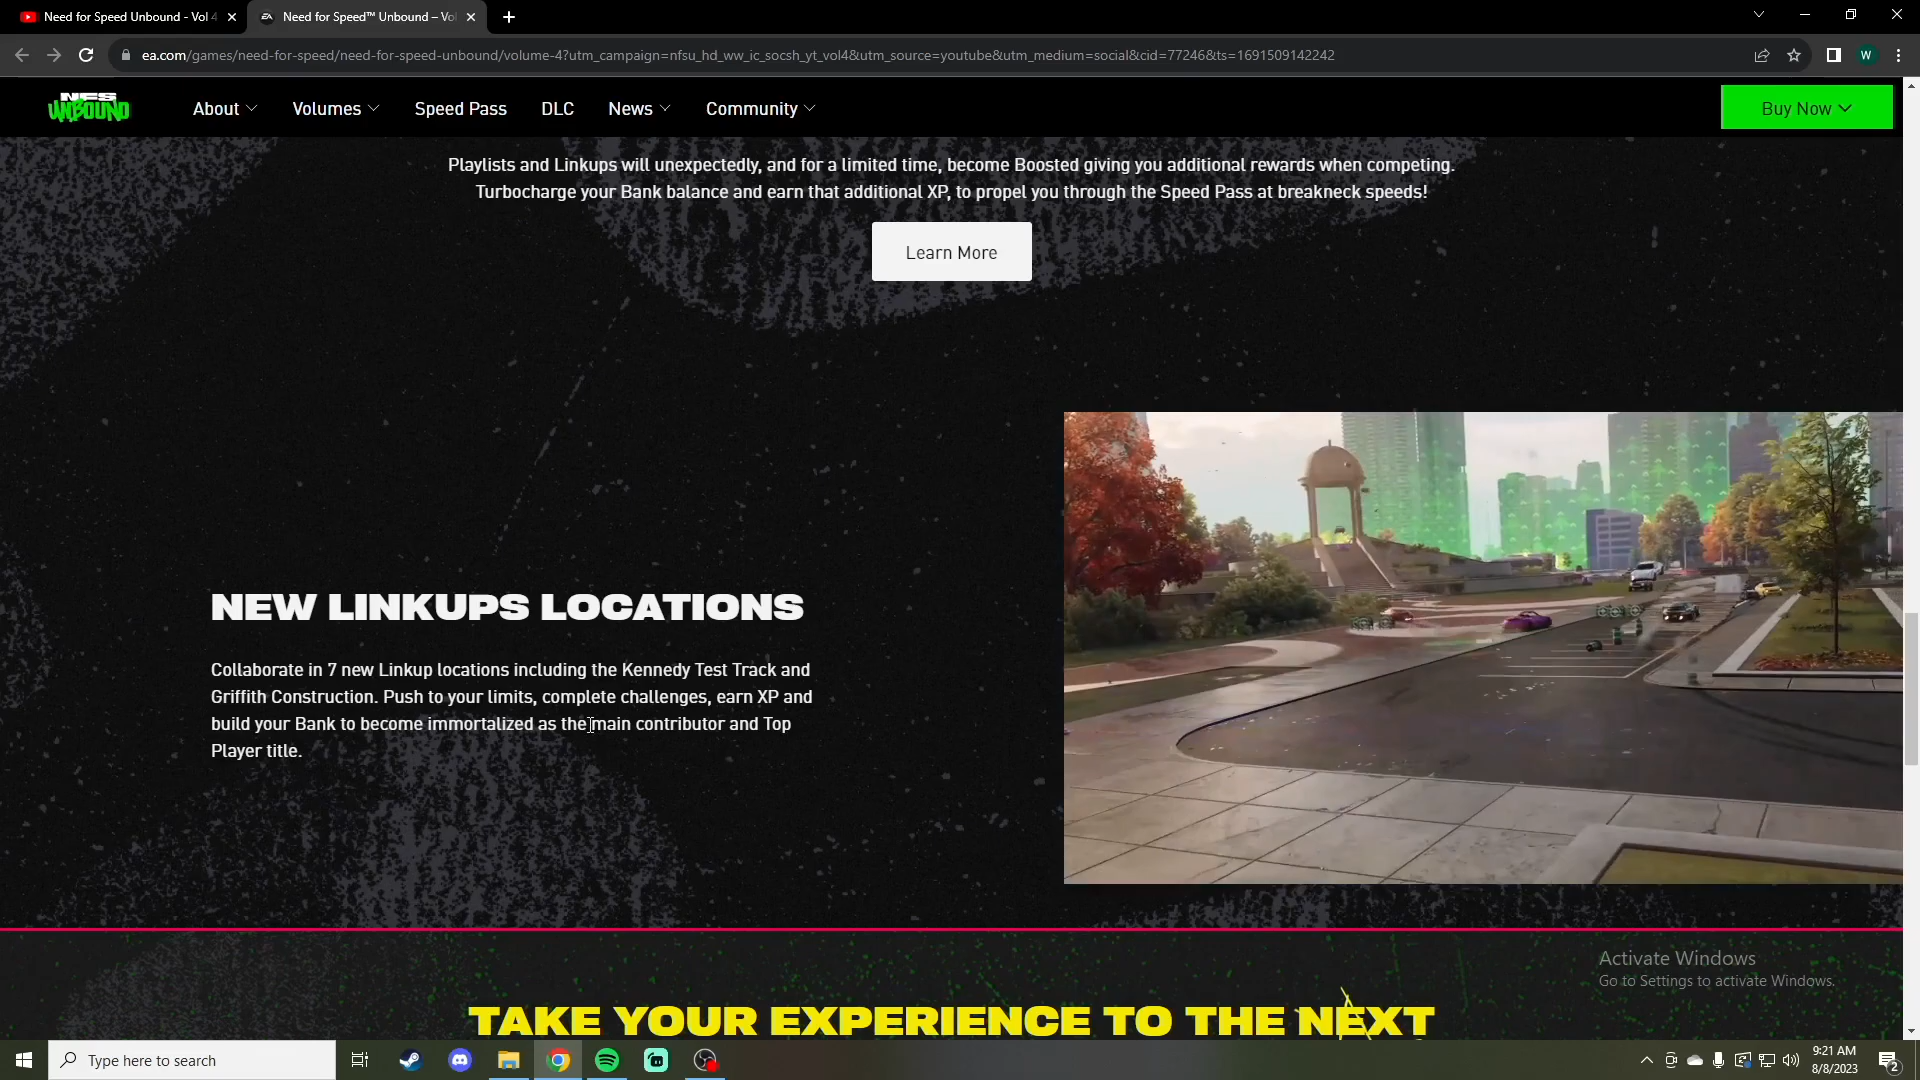 Need for Speed Unbound - Vol 4
Need for Speed™ Unbound – Vol
ea.com/games/need-for-speed/need-for-speed-unbound/volume-4?utm_campaign=nfsu_hd_ww_ic_socsh_yt_vol4&utm_source=youtube&utm_medium=social&cid=77246&ts=1691509142242
W
NFS
UNBOUND
About
Volumes
Speed Pass
DLC
News
Community
Buy Now
Playlists and Linkups will unexpectedly, and for a limited time, become Boosted giving you additional rewards when competing.
Turbocharge your Bank balance and earn that additional XP, to propel you through the Speed Pass at breakneck speeds!
Learn More
NEW LINKUPS LOCATIONS
Collaborate in 7 new Linkup locations including the Kennedy Test Track and
Griffith Construction. Push to your limits, complete challenges, earn XP and
build your Bank to become immortalized as the main contributor and Top
Player title.
Activate Windows
Go to Settings to activate Windows.
TAKE YOUR EXPERIENCE TO THE NEXT
Type here to search
9:21 AM
8/8/2023
2